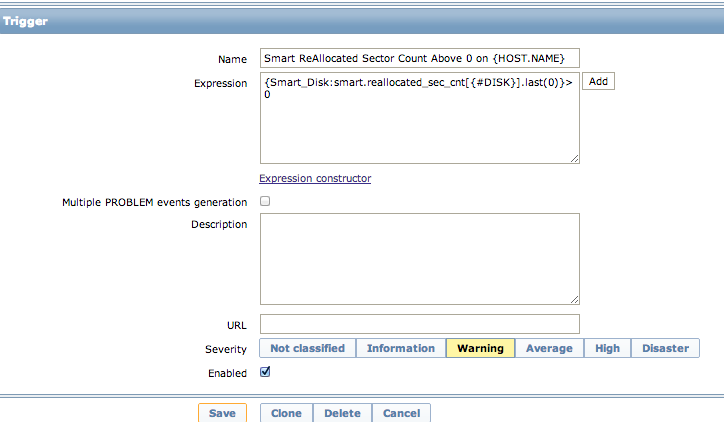 Trigger
Name Smart ReAllocated Sector Count Above 0 on {HOST.NAME}
Expression {Smart_Disk:smart.reallocated_sec_cnt[{#DISK}].last(0)}> Add
0
Expression constructor
Multiple PROBLEM events generation
Description
URL
Severity Not classified Information Warning Average High Disaster
Enabled
Save Clone Delete Cancel